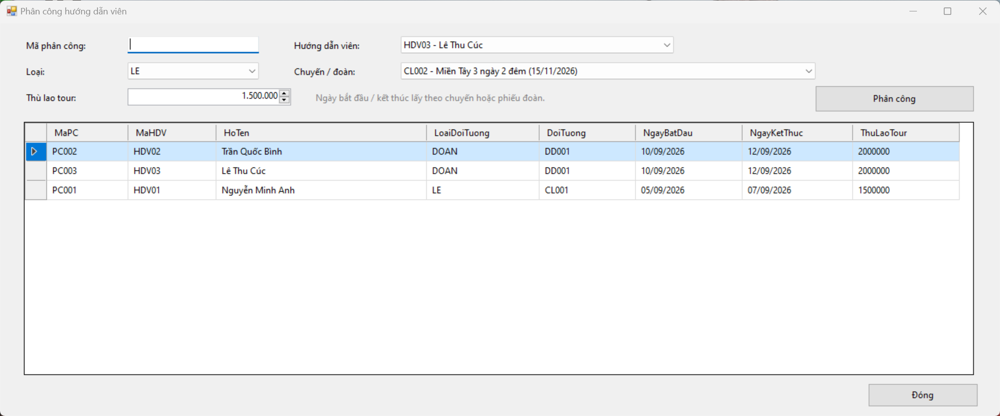 Phân công hướng dẫn viên
Mã phân công: Hướng dẫn viên: HDV03 - Lê Thu Cúc
Loại: LE Chuyến / đoàn: CL002 - Miền Tây 3 ngày 2 đêm (15/11/2026)
Thù lao tour: 1.500.000 Ngày bắt đầu / kết thúc lấy theo chuyến hoặc phiếu đoàn. Phân công
MaPC MaHDV HoTen LoaiDoiTuong DoiTuong NgayBatDau NgayKetThuc ThuLaoTour
PC002 HDV02 Trần Quốc Bình DOAN DD001 10/09/2026 12/09/2026 2000000
PC003 HDV03 Lê Thu Cúc DOAN DD001 10/09/2026 12/09/2026 2000000
PC001 HDV01 Nguyễn Minh Anh LE CL001 05/09/2026 07/09/2026 1500000
Đóng